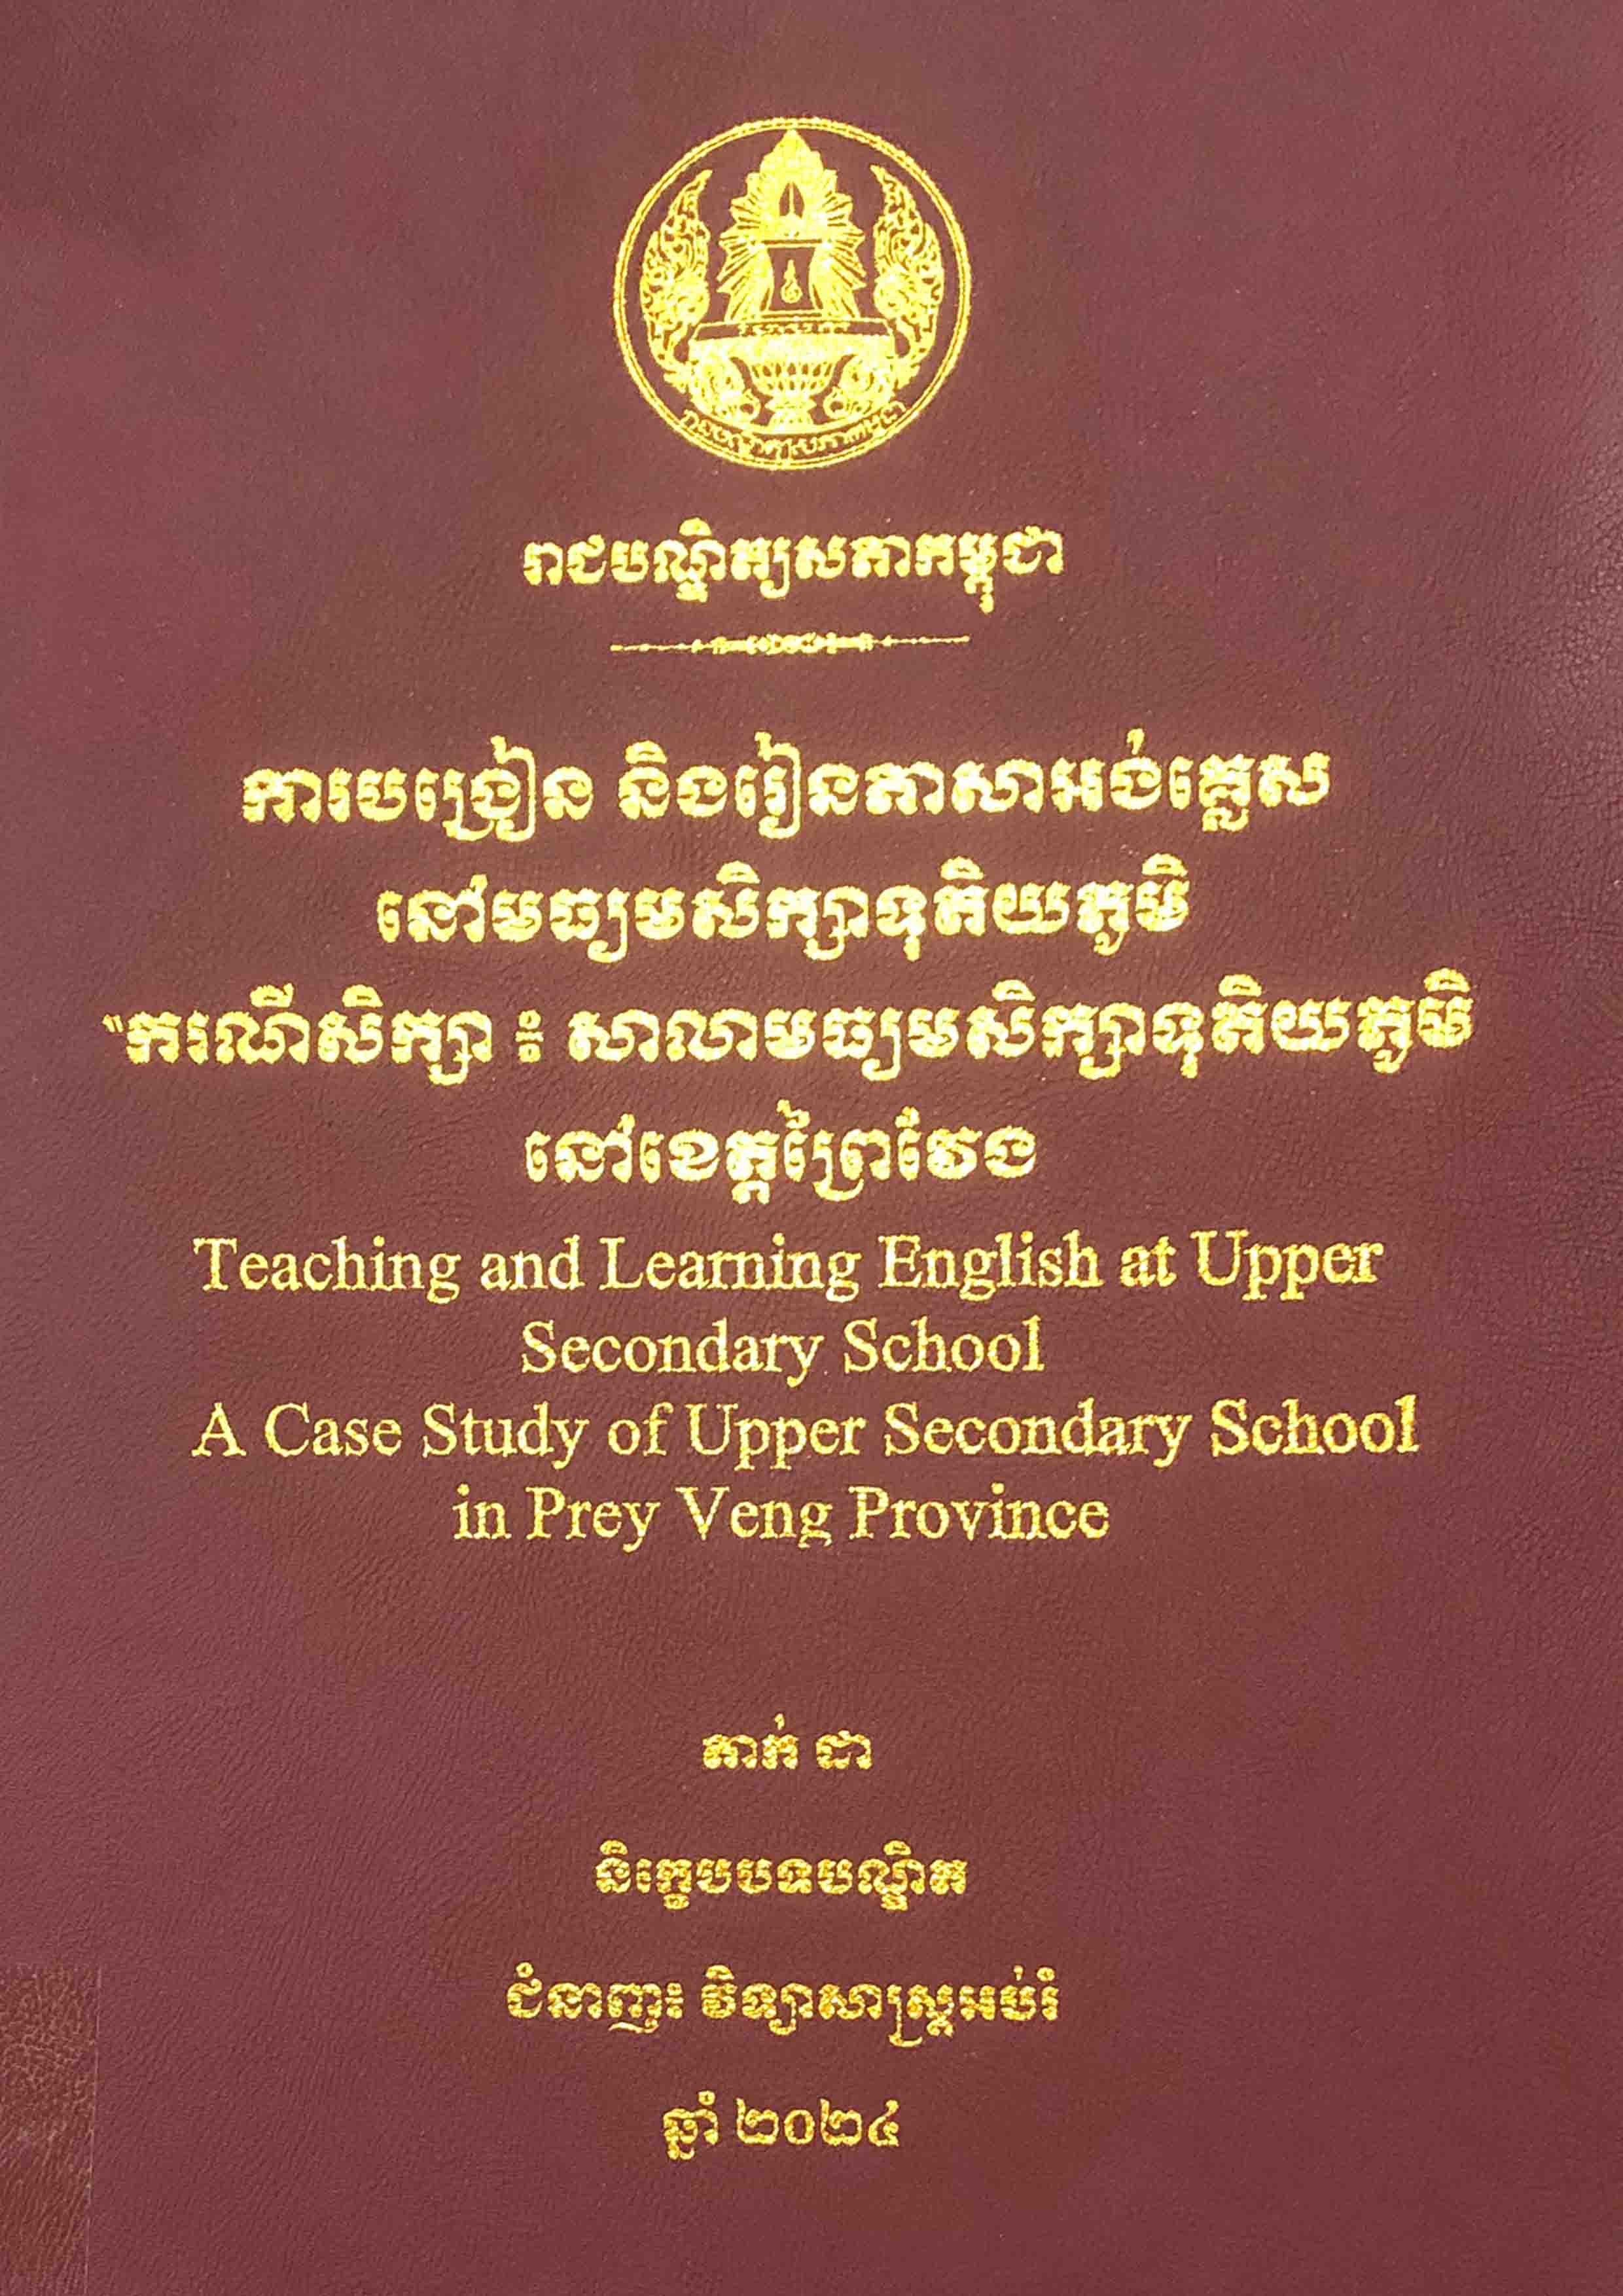 រាជបណ្ឌិត្យសភាកម្ពុជា
ការបង្រៀន និងរៀនភាសាអង់គ្លេស
នៅមធ្យមសិក្សាទុតិយភូមិ
“ករណីសិក្សា ៖ សាលាមធ្យមសិក្សាទុតិយភូមិ
នៅខេត្តព្រៃវែង
Teaching and Learning English at Upper
Secondary School
A Case Study of Upper Secondary School
in Prey Veng Province
តាក់ ដា
និក្ខេបបទបណ្ឌិត
ជំនាញ៖ វិទ្យាសាស្ត្រអប់រំ
ឆ្នាំ ២០២៤